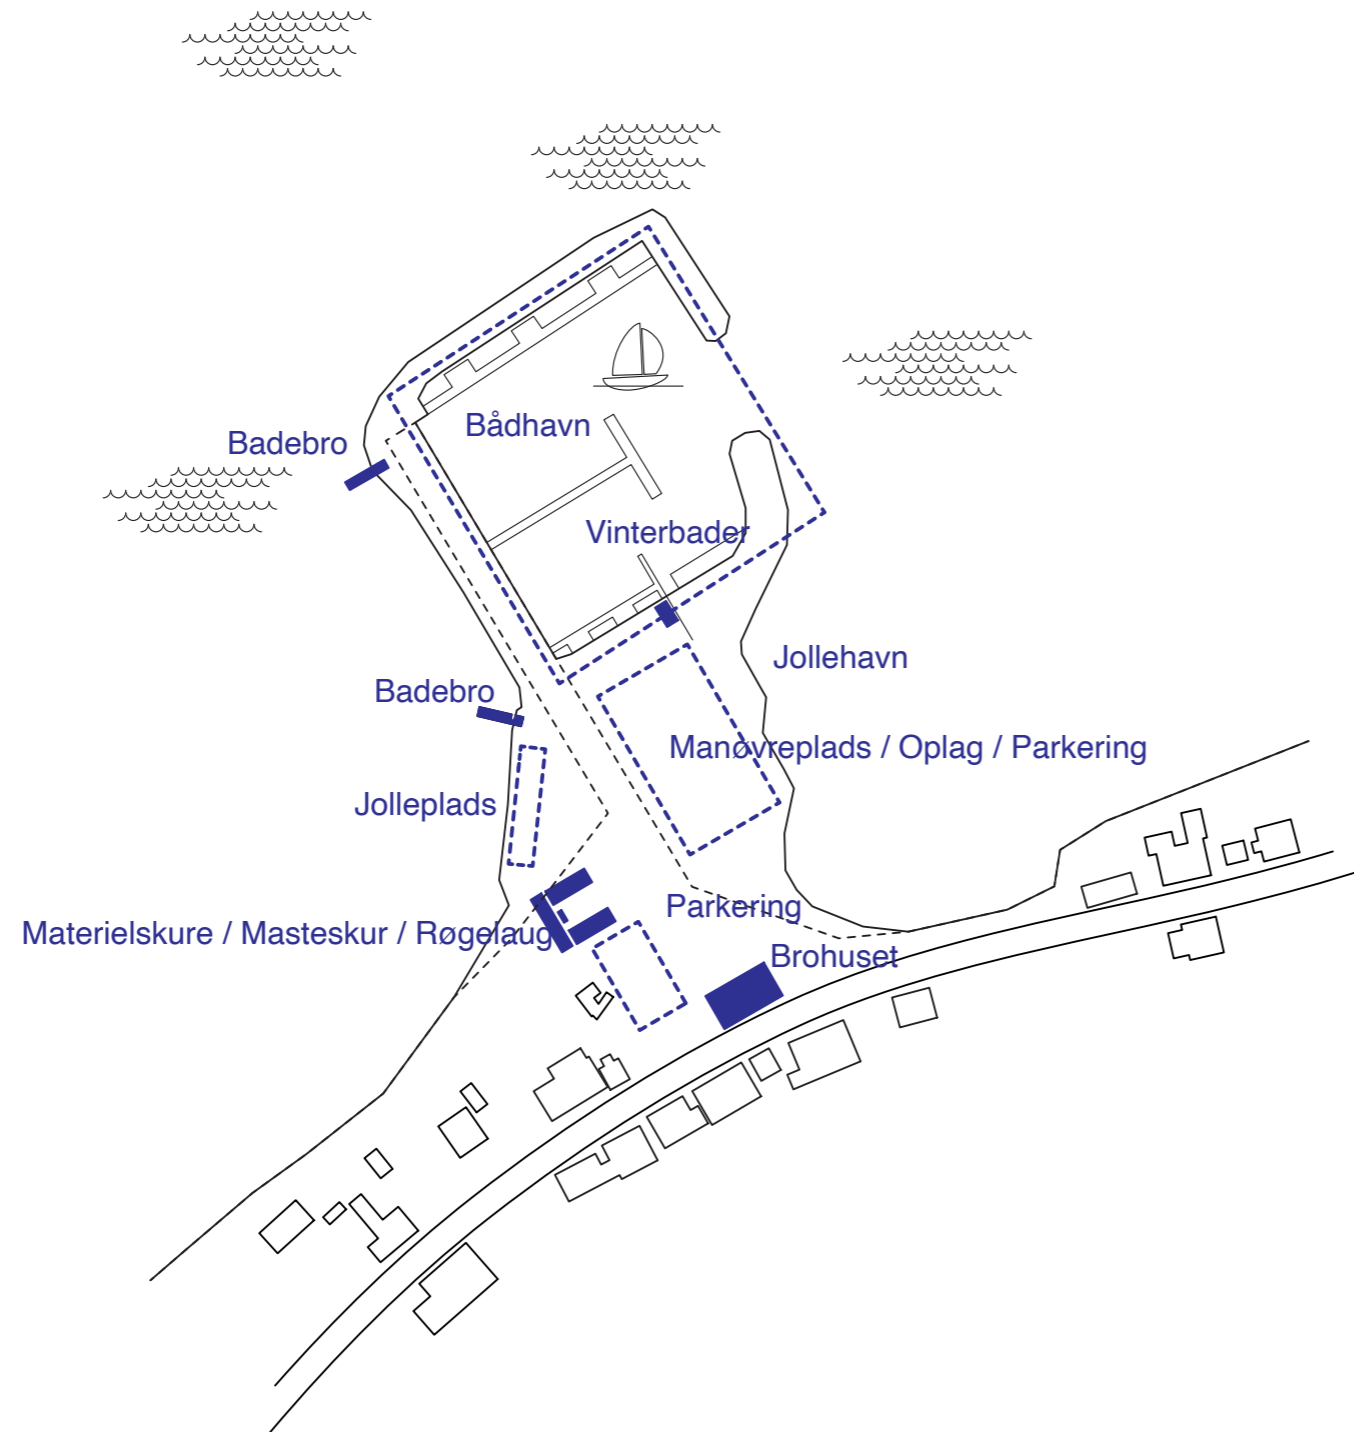 Bådhavn
Badebro
Vinterbader
Jollehavn
Badebro
Manøvreplads / Oplag / Parkering
Jolleplads
Parkering
Materielskure / Masteskur / Røgelaug
Brohuset